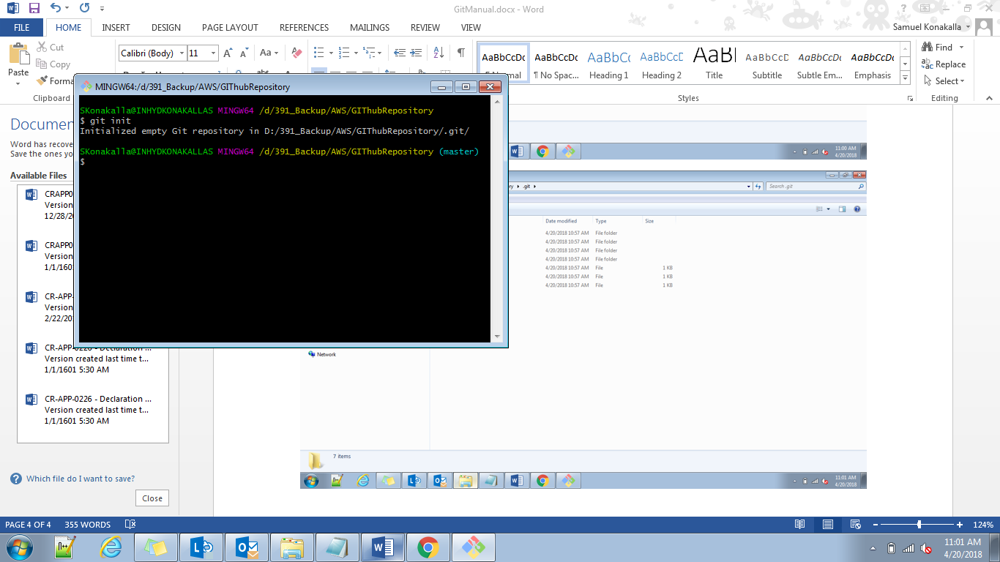 GitManual.docx - Word
FILE HOME INSERT DESIGN PAGE LAYOUT REFERENCES MAILINGS REVIEW VIEW
Samuel Konakalla
Paste
Cut
Copy
Forma
Clipboard
Calibri (Body) 11
Aa
AaBbCcDc AaBbCcDc AaBbCc AaBbCcD AaBl AaBbCcD AaBbCcDc AaBbCcDc
¶ Normal ¶ No Spac... Heading 1 Heading 2 Title Subtitle Subtle Em... Emphasis
Styles
Find
Replace
Select
Editing
MINGW64:/d/391_Backup/AWS/GIThubRepository
SKonakalla@INHYDKONAKALLAS MINGW64 /d/391_Backup/AWS/GIThubRepository
$ git init
Initialized empty Git repository in D:/391_Backup/AWS/GIThubRepository/.git/
SKonakalla@INHYDKONAKALLAS MINGW64 /d/391_Backup/AWS/GIThubRepository (master)
$
Documen
Word has recove
Save the ones yo
Available Files
CRAPP0
Version
12/28/2
CRAPP0
Version
1/1/160
CR-APP-
Version
2/22/20
CR-APP-0226 - Declaration ...
Version created last time t...
1/1/1601 5:30 AM
CR-APP-0226 - Declaration ...
Version created last time t...
1/1/1601 5:30 AM
Which file do I want to save?
Close
11:00 AM
4/20/2018
ry .git
Search .git
Date modified Type Size
4/20/2018 10:57 AM File folder
4/20/2018 10:57 AM File folder
4/20/2018 10:57 AM File folder
4/20/2018 10:57 AM File folder
4/20/2018 10:57 AM File 1 KB
4/20/2018 10:57 AM File 1 KB
4/20/2018 10:57 AM File 1 KB
Network
7 items
11:01 AM
4/20/2018
PAGE 4 OF 4 355 WORDS
124%
11:01 AM
4/20/2018